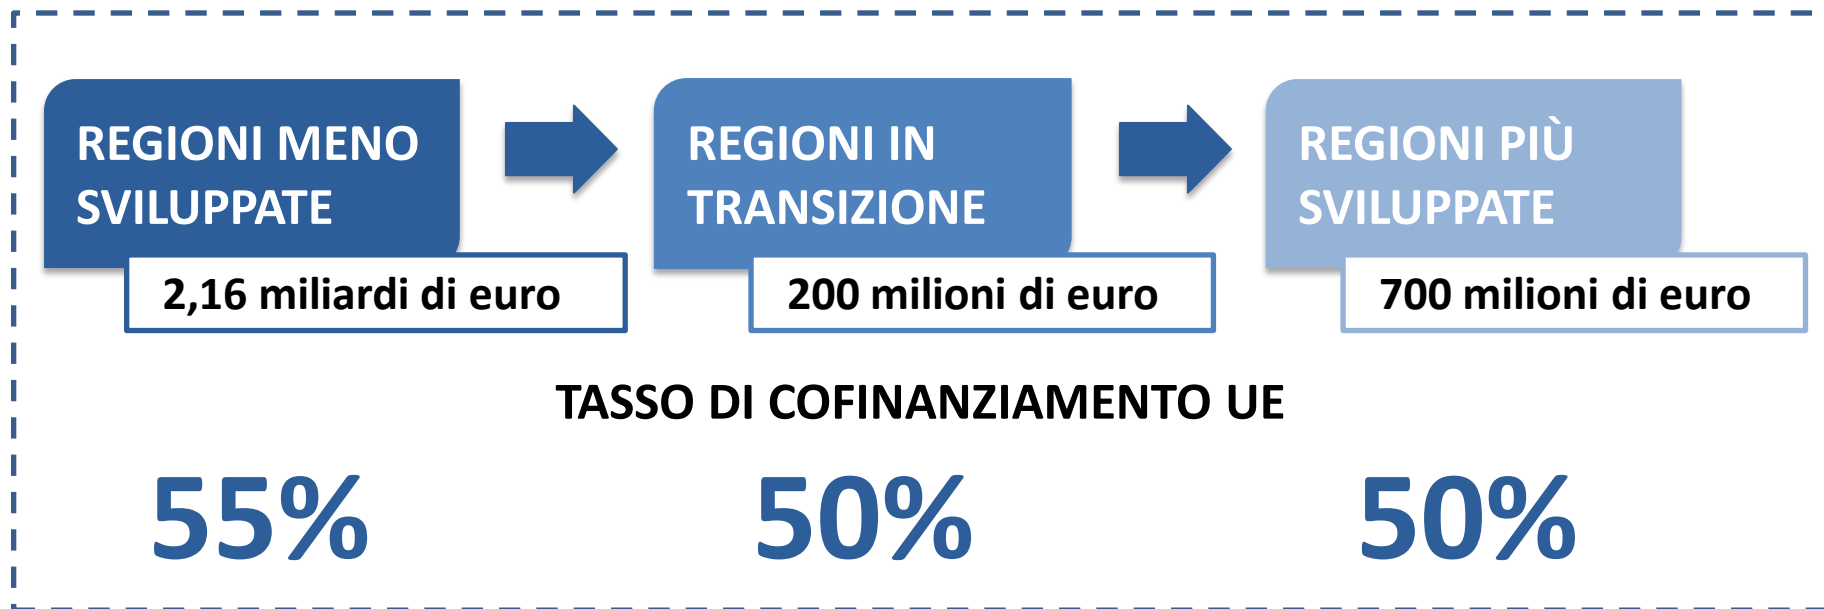 REGIONI MENO
SVILUPPATE
2,16 miliardi di euro
REGIONI IN
TRANSIZIONE
200 milioni di euro
REGIONI PIÙ
SVILUPPATE
700 milioni di euro
TASSO DI COFINANZIAMENTO UE
55%
50%
50%